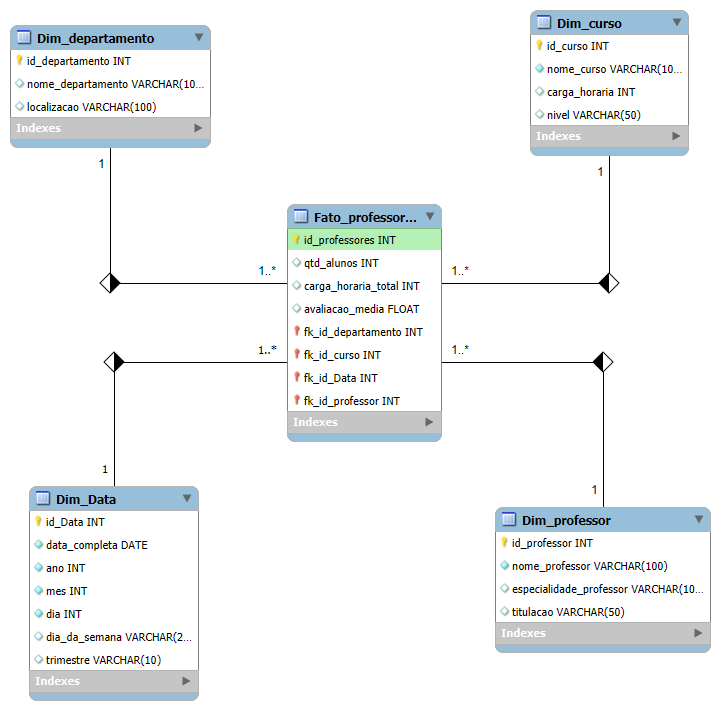 Dim_departamento
id_departamento INT
nome_departamento VARCHAR(10...
localizacao VARCHAR(100)
Indexes
Dim_curso
id_curso INT
nome_curso VARCHAR(10...
carga_horaria INT
nivel VARCHAR(50)
Indexes
1
1
Fato_professor...
id_professores INT
qtd_alunos INT
carga_horaria_total INT
avaliacao_media FLOAT
fk_id_departamento INT
fk_id_curso INT
fk_id_Data INT
fk_id_professor INT
Indexes
1..*
1..*
1..*
1..*
1
1
Dim_Data
id_Data INT
data_completa DATE
ano INT
mes INT
dia INT
dia_da_semana VARCHAR(2...
trimestre VARCHAR(10)
Indexes
Dim_professor
id_professor INT
nome_professor VARCHAR(100)
especialidade_professor VARCHAR(10...
titulacao VARCHAR(50)
Indexes